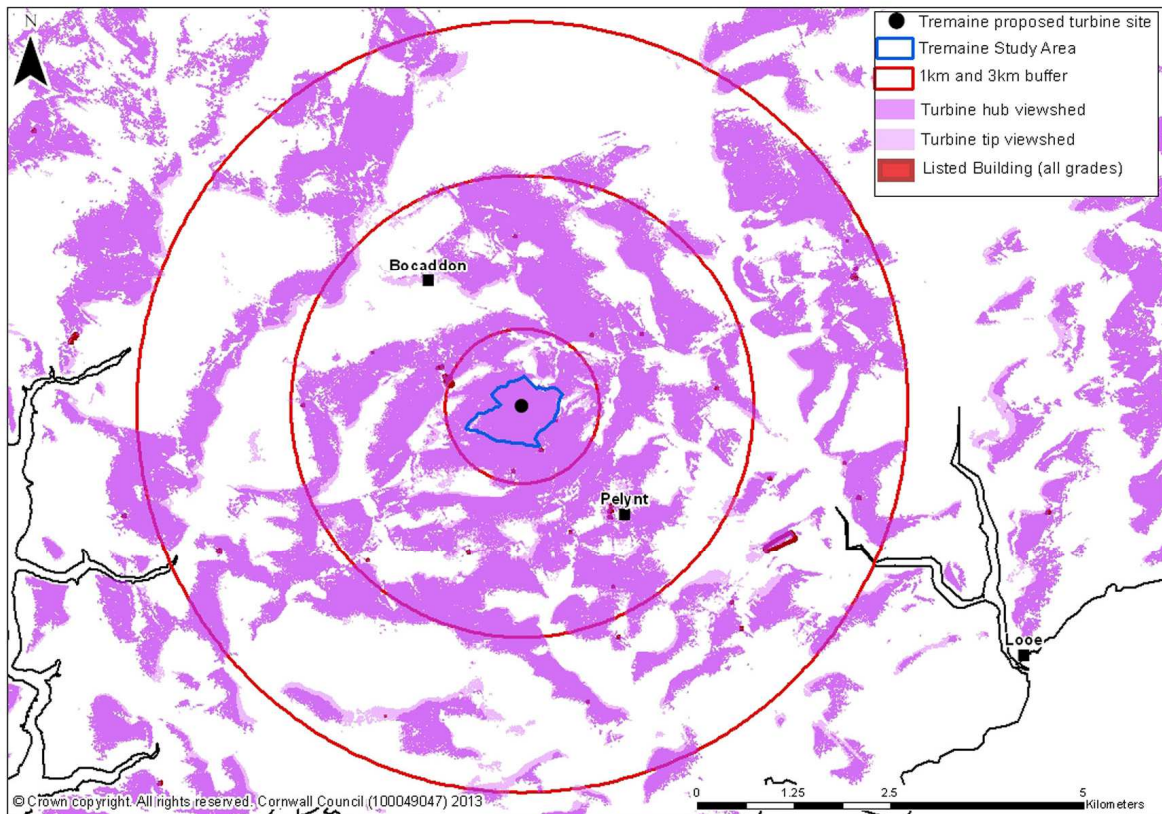 N
Tremaine proposed turbine site
Tremaine Study Area
1km and 3km buffer
Turbine hub viewshed
Turbine tip viewshed
Listed Building (all grades)
Bocaddon
Pelynt
Looe
© Crown copyright. All rights reserved. Cornwall Council (100049047) 2013
0 1.25 2.5 5
Kilometers